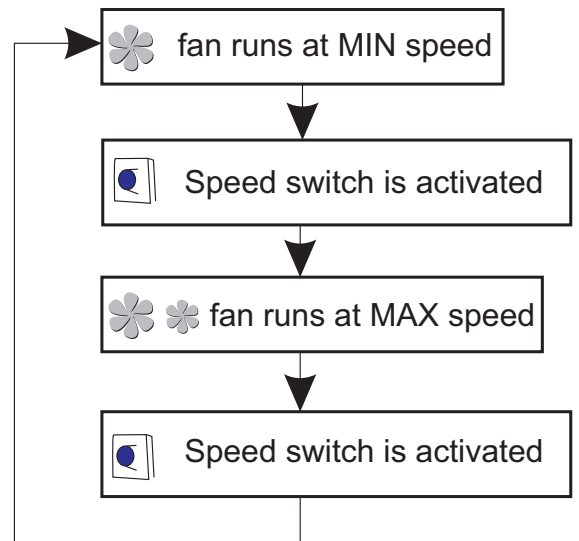 fan runs at MIN speed
Speed switch is activated
fan runs at MAX speed
Speed switch is activated